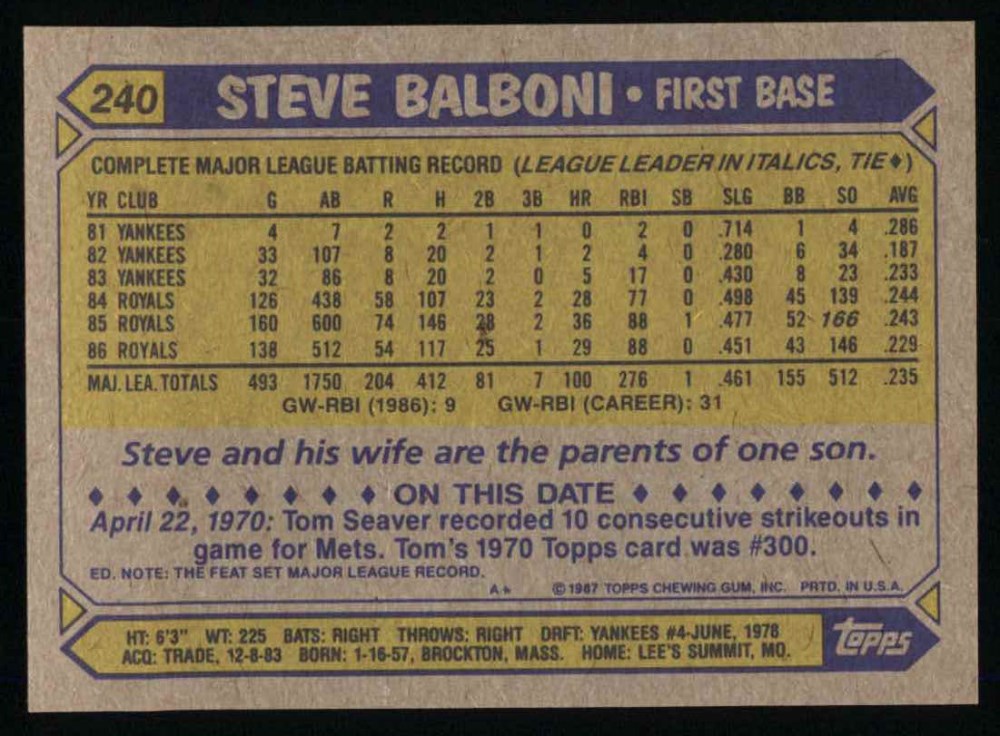 240 STEVE BALBONI • FIRST BASE
COMPLETE MAJOR LEAGUE BATTING RECORD (LEAGUE LEADER IN ITALICS, TIE♦)
YR CLUB G AB R H 2B 3B HR RBI SB SLG BB SO AVG
81 YANKEES 4 7 2 2 1 1 0 2 0 .714 1 4 .286
82 YANKEES 33 107 8 20 2 1 2 4 0 .280 6 34 .187
83 YANKEES 32 86 8 20 2 0 5 17 0 .430 8 23 .233
84 ROYALS 126 438 58 107 23 2 28 77 0 .498 45 139 .244
85 ROYALS 160 600 74 146 28 2 36 88 1 .477 52 166 .243
86 ROYALS 138 512 54 117 25 1 29 88 0 .451 43 146 .229
MAJ. LEA. TOTALS 493 1750 204 412 81 7 100 276 1 .461 155 512 .235
GW-RBI (1986): 9 GW-RBI (CAREER): 31
Steve and his wife are the parents of one son.
♦ ♦ ♦ ♦ ♦ ♦ ♦ ♦ ON THIS DATE ♦ ♦ ♦ ♦ ♦ ♦ ♦ ♦
April 22, 1970: Tom Seaver recorded 10 consecutive strikeouts in
game for Mets. Tom's 1970 Topps card was #300.
ED. NOTE: THE FEAT SET MAJOR LEAGUE RECORD.
A* © 1987 TOPPS CHEWING GUM, INC. PRTD. IN U.S.A.
HT: 6'3" WT: 225 BATS: RIGHT THROWS: RIGHT DRFT: YANKEES #4-JUNE, 1978
ACQ: TRADE, 12-8-83 BORN: 1-16-57, BROCKTON, MASS. HOME: LEE'S SUMMIT, MO.
topps